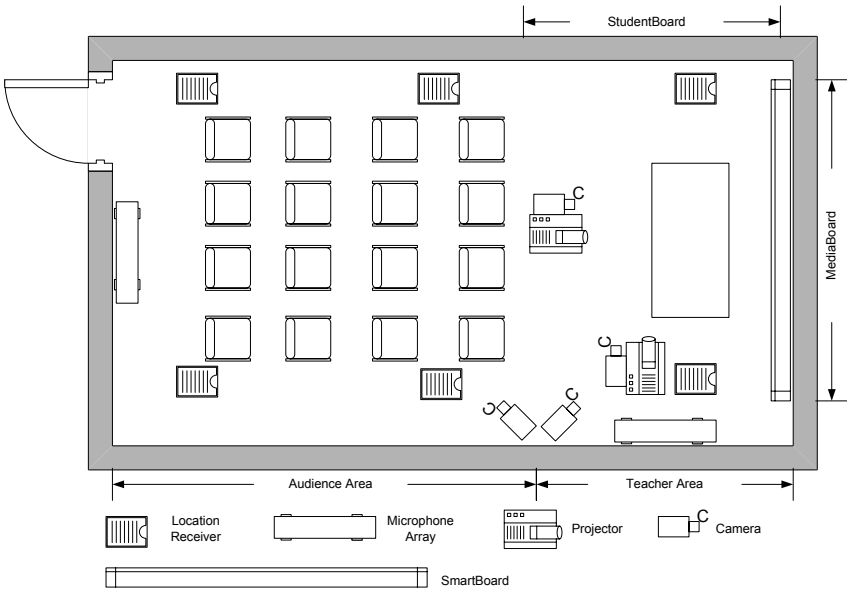 StudentBoard
MediaBoard
C
C
C
C
Audience Area
Teacher Area
Location
Receiver
Microphone
Array
Projector
C
Camera
SmartBoard